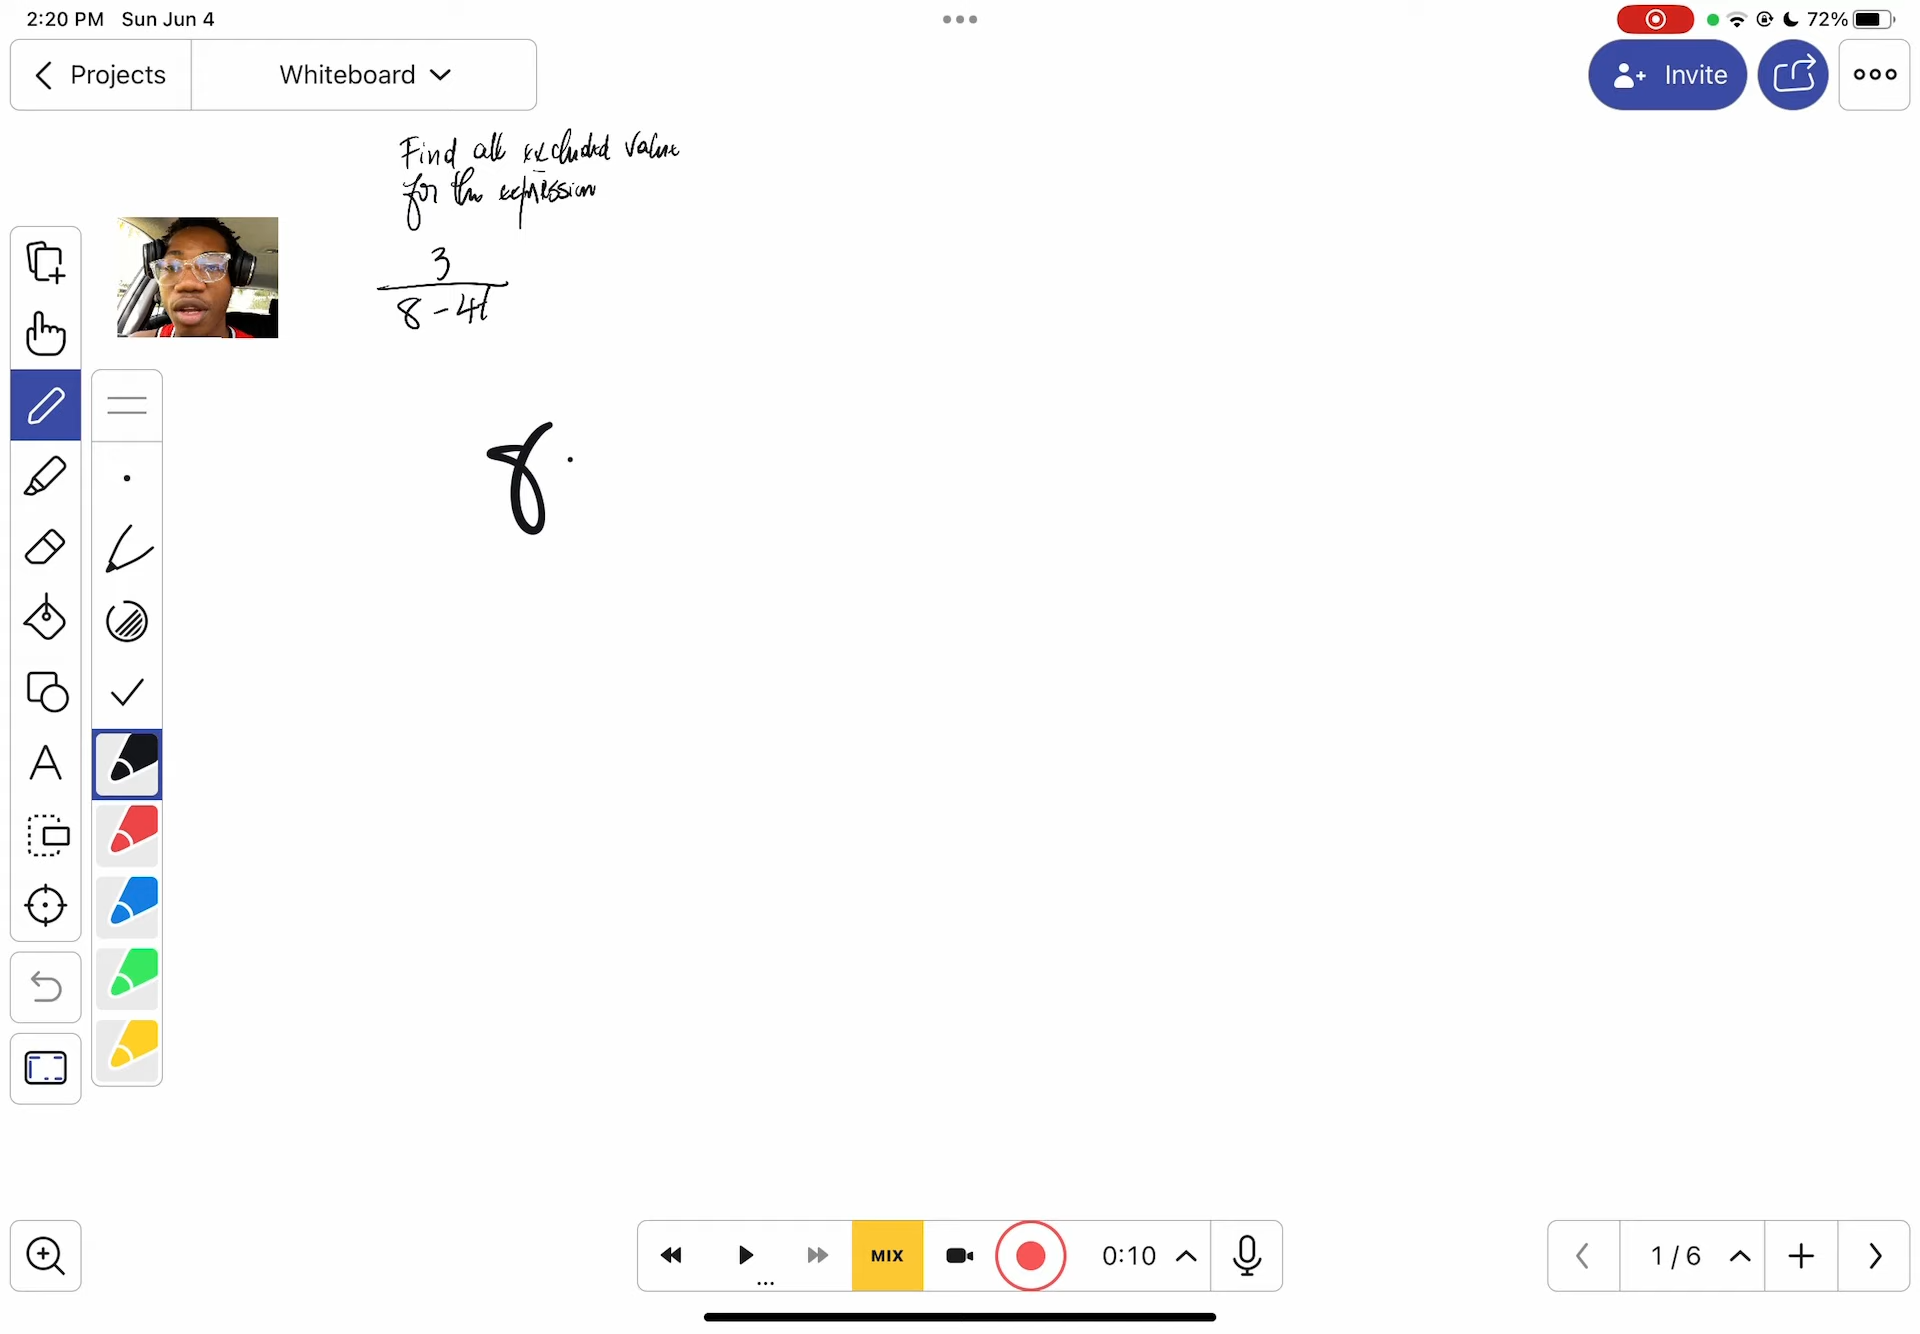 2:20 PM Sun Jun 4
72%
Projects
Whiteboard
Invite
Find all excluded value
for the expression
3
8 - 4t
8
A
MIX
0:10
1 / 6